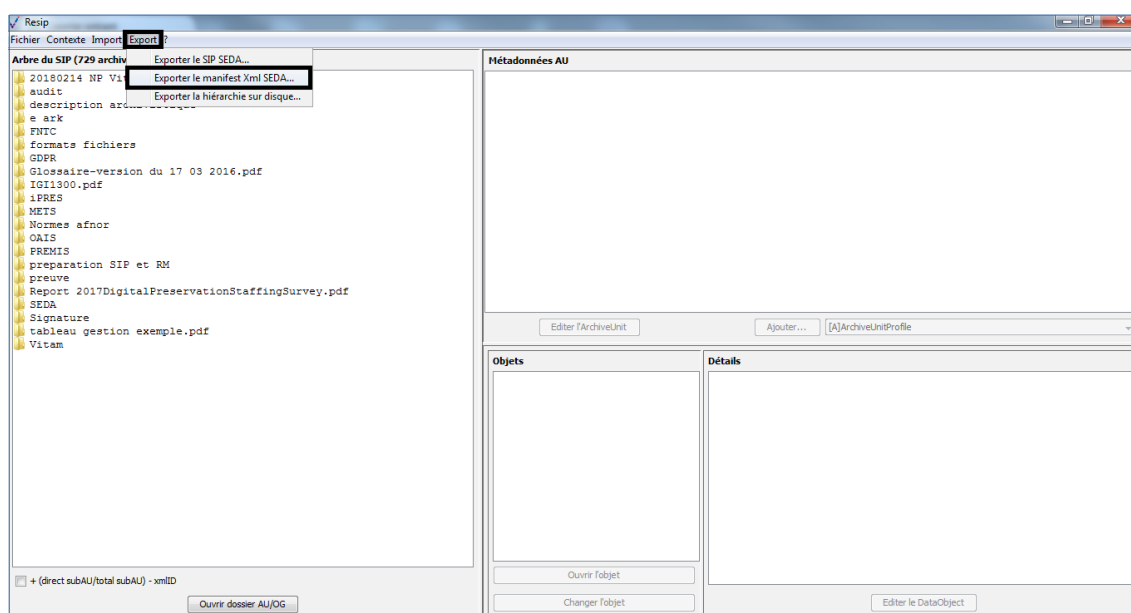 Resip
Fichier Contexte Import Export ?
Arbre du SIP (729 archiv
Exporter le SIP SEDA...
Exporter le manifest Xml SEDA...
Exporter la hiérarchie sur disque...
20180214 NP Vit
audit
description
e ark
FNTC
formats fichiers
GDPR
Glossaire-version du 17 03 2016.pdf
IGI1300.pdf
iPRES
METS
Normes afnor
OAIS
PREMIS
preparation SIP et RM
preuve
Report 2017DigitalPreservationStaffingSurvey.pdf
SEDA
Signature
tableau gestion exemple.pdf
Vitam
+ (direct subAU/total subAU) - xmlID
Ouvrir dossier AU/OG
Métadonnées AU
Editer l'ArchiveUnit
Ajouter...
[A]ArchiveUnitProfile
Objets
Détails
Ouvrir l'objet
Changer l'objet
Editer le DataObject